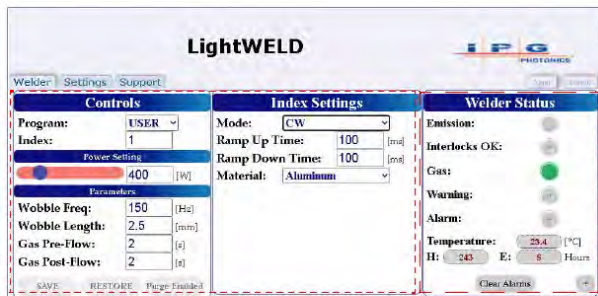 LightWELD
IPG
PHOTONICS
Welder Settings Support
Controls
Program: USER
Index: 1
Power Setting
400 [W]
Parameters
Wobble Freq: 150 [Hz]
Wobble Length: 2.5 [mm]
Gas Pre-Flow: 2 [s]
Gas Post-Flow: 2 [s]
SAVE RESTORE Purge Enabled
Index Settings
Mode: CW
Ramp Up Time: 100 [ms]
Ramp Down Time: 100 [ms]
Material: Aluminum
Welder Status
Emission:
Interlocks OK:
Gas:
Warning:
Alarm:
Temperature: 23.4 [°C]
H: 243 E: 8 Hours
Clear Alarms +